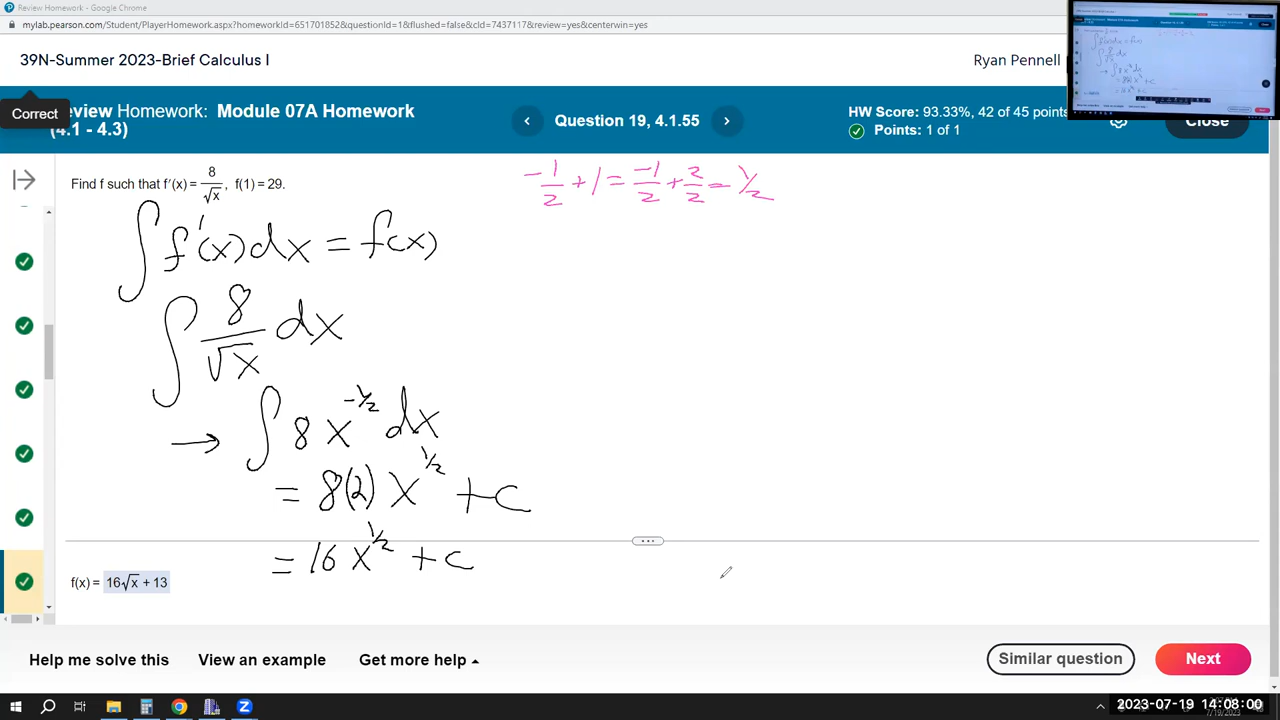 Review Homework - Google Chrome
mylab.pearson.com/Student/PlayerHomework.aspx?homeworkId=651701852&quest
flushed=false&cId=7437117
wed=yes&centerwin=yes
39N-Summer 2023-Brief Calculus I
Ryan Pennell
Correct
eview Homework: Module 07A Homework
(4.1 - 4.3)
Question 19, 4.1.55
HW Score: 93.33%, 42 of 45 points
Points: 1 of 1
Close
Find f such that f′(x) = 8/√x, f(1) = 29.
-1/2 + 1 = -1/2 + 2/2 = 1/2
∫ f'(x) dx = f(x)
∫ 8/√x dx
→ ∫ 8 x^(-1/2) dx
= 8(2) x^(1/2) + c
= 16 x^(1/2) + c
f(x) = 16√x + 13
Help me solve this
View an example
Get more help
Similar question
Next
2023-07-19 14:08:00